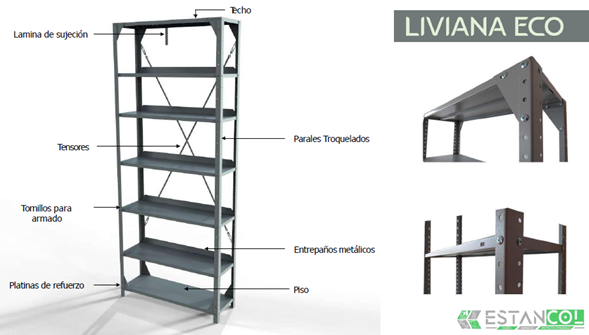 Techo
LIVIANA ECO
Lamina de sujeción
Parales Troquelados
Tensores
Tornillos para
armado
Entrepaños metálicos
Platinas de refuerzo
Piso
ESTANCOL